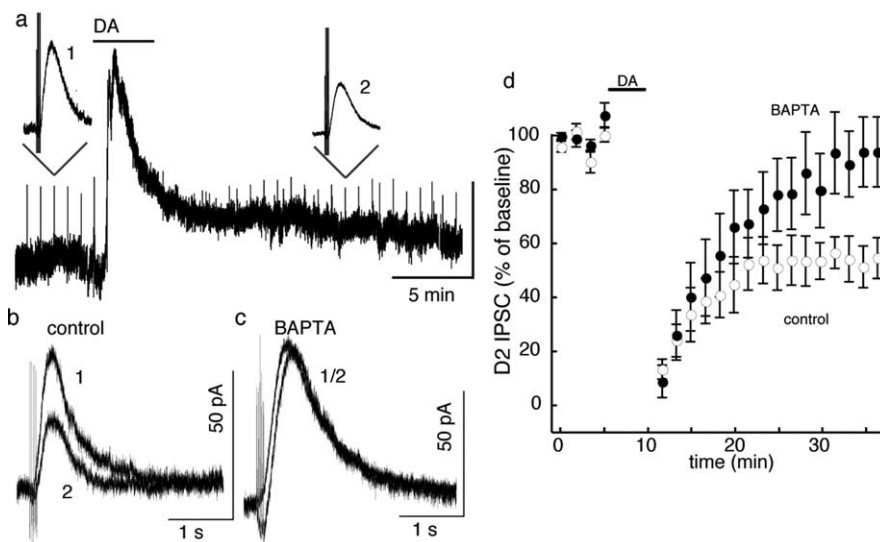 a
1
DA
2
5 min
b
control
1
2
50 pA
1 s
c
BAPTA
1/2
50 pA
1 s
d
DA
BAPTA
control
D2 IPSC (% of baseline)
100
80
60
40
20
0
0
10
20
30
time (min)